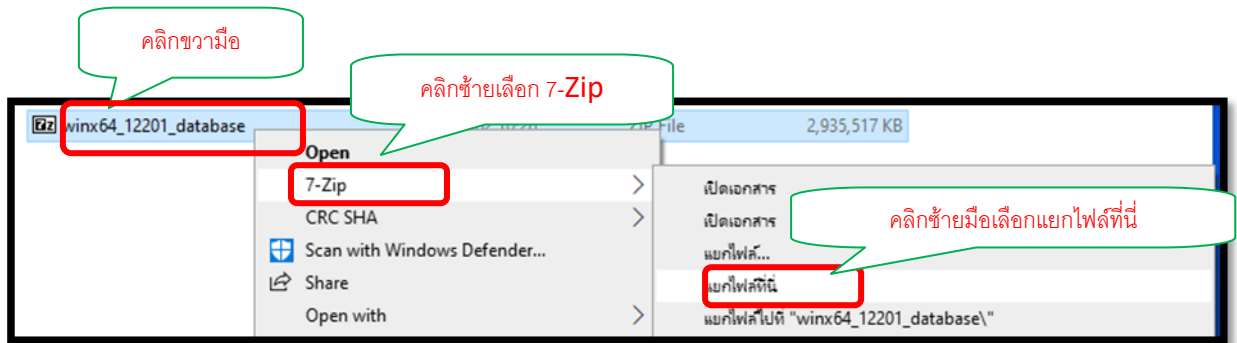 คลิกขวามือ
คลิกซ้ายเลือก 7-Zip
winx64_12201_database
File
2,935,517 KB
Open
7-Zip
เปิดเอกสาร
CRC SHA
เปิดเอกสาร
คลิกซ้ายมือเลือกแยกไฟล์ที่นี่
Scan with Windows Defender...
แยกไฟล์...
Share
แยกไฟล์ที่นี่
Open with
แยกไฟล์ไปที่ "winx64_12201_database\"